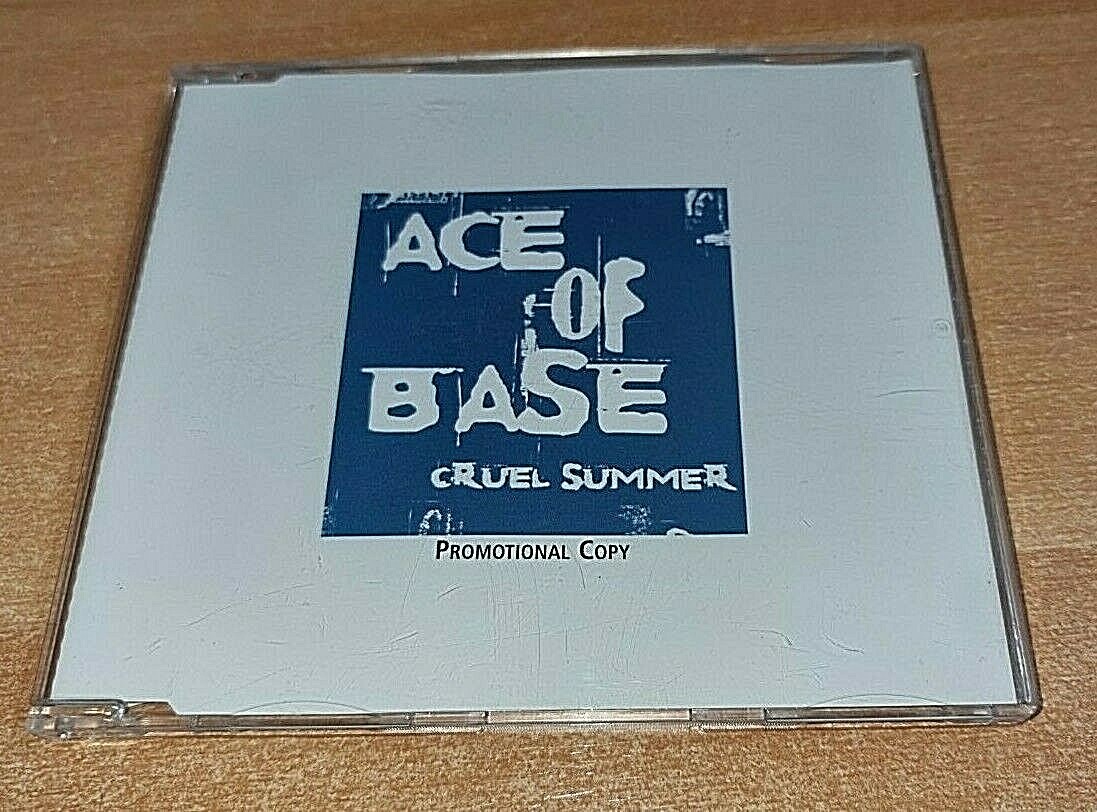 ACE
OF
BASE
CRUEL SUMMER
PROMOTIONAL COPY